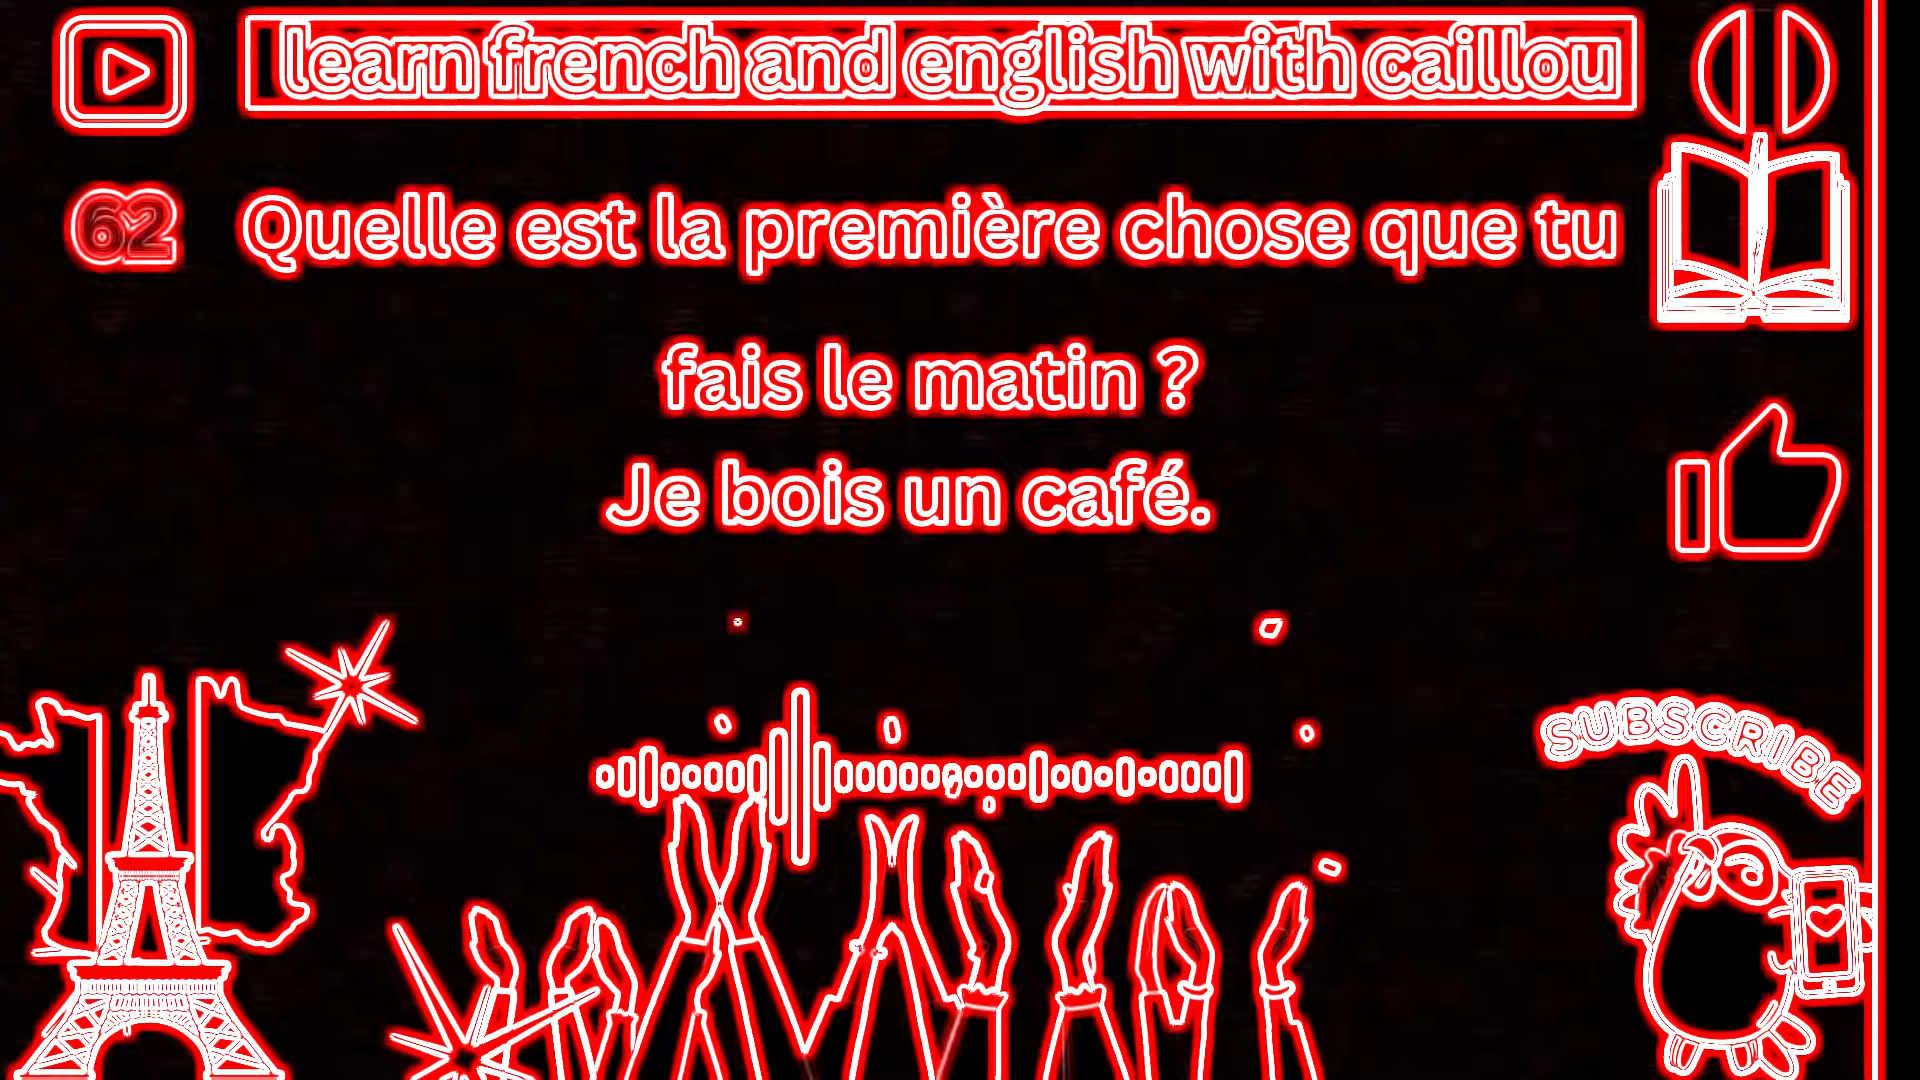 learn french and english with caillou
62
Quelle est la première chose que tu
fais le matin ?
Je bois un café.
SUBSCRIBE